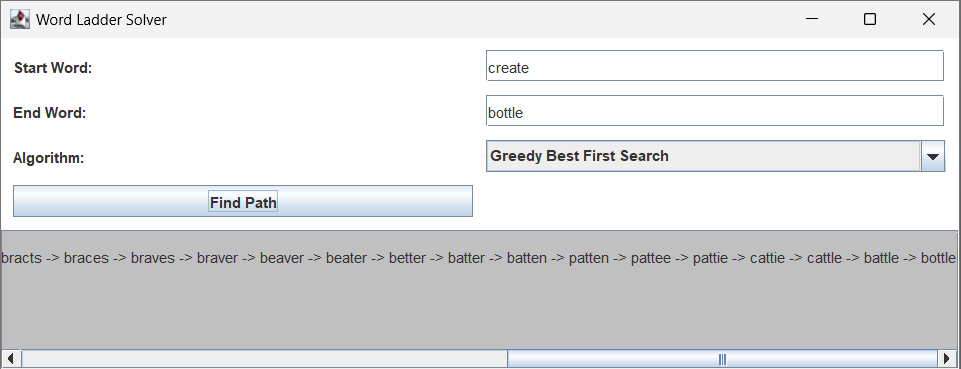 Word Ladder Solver
Start Word: create
End Word: bottle
Algorithm: Greedy Best First Search
Find Path
bracts -> braces -> braves -> braver -> beaver -> beater -> better -> batter -> batten -> patten -> pattee -> pattie -> cattie -> cattle -> battle -> bottle